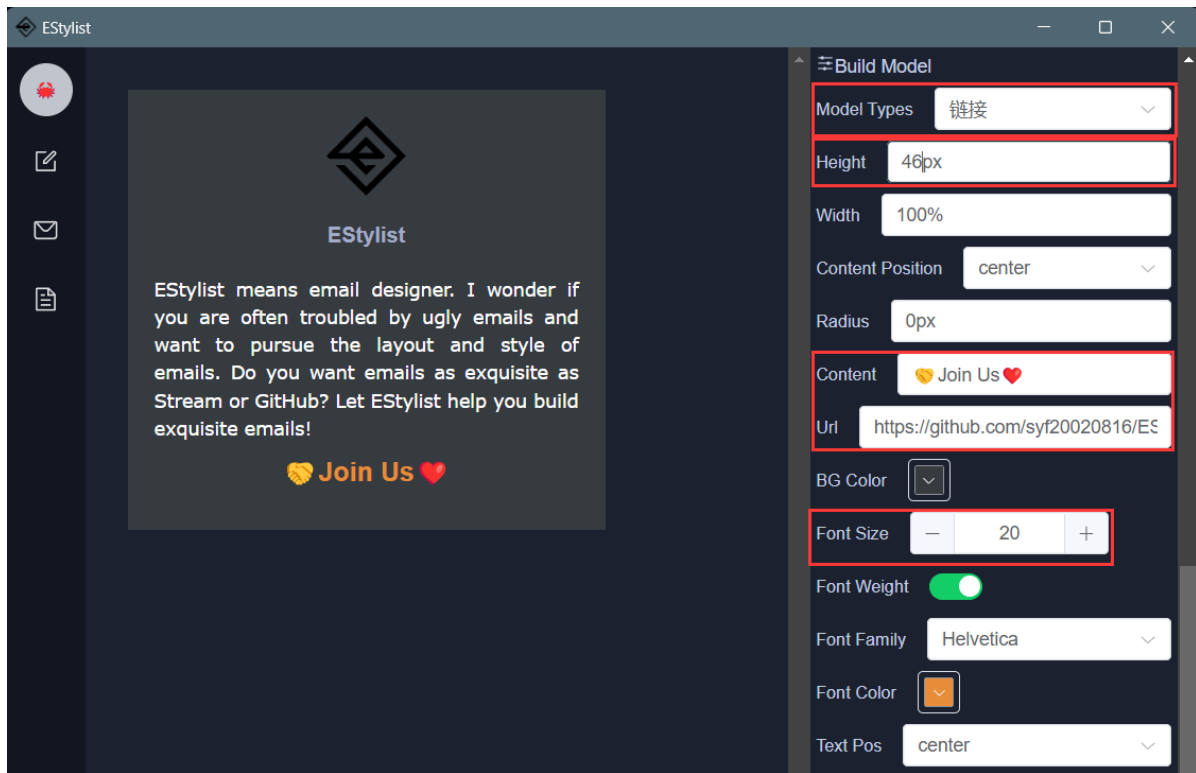 EStylist
EStylist
EStylist means email designer. I wonder if
you are often troubled by ugly emails and
want to pursue the layout and style of
emails. Do you want emails as exquisite as
Stream or GitHub? Let EStylist help you build
exquisite emails!
🤝Join Us❤️
Build Model
Model Types 链接
Height 46px
Width 100%
Content Position center
Radius 0px
Content 🤝Join Us❤️
Url https://github.com/syf20020816/ES
BG Color
Font Size 20
Font Weight
Font Family Helvetica
Font Color
Text Pos center